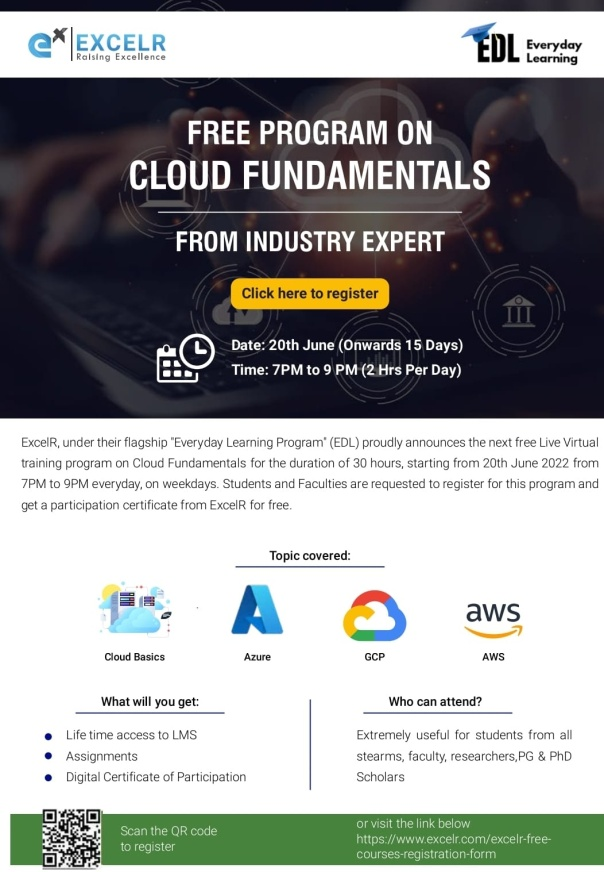 EXCELR
Raising Excellence
EDL Everyday
Learning
FREE PROGRAM ON
CLOUD FUNDAMENTALS
FROM INDUSTRY EXPERT
Click here to register
Date: 20th June (Onwards 15 Days)
Time: 7PM to 9 PM (2 Hrs Per Day)
ExcelR, under their flagship "Everyday Learning Program" (EDL) proudly announces the next free Live Virtual
training program on Cloud Fundamentals for the duration of 30 hours, starting from 20th June 2022 from
7PM to 9PM everyday, on weekdays. Students and Faculties are requested to register for this program and
get a participation certificate from ExcelR for free.
Topic covered:
aws
Cloud Basics
Azure
GCP
AWS
What will you get:
Life time access to LMS
Assignments
Digital Certificate of Participation
Who can attend?
Extremely useful for students from all
stearms, faculty, researchers,PG & PhD
Scholars
Scan the QR code
to register
or visit the link below
https://www.excelr.com/excelr-free-
courses-registration-form